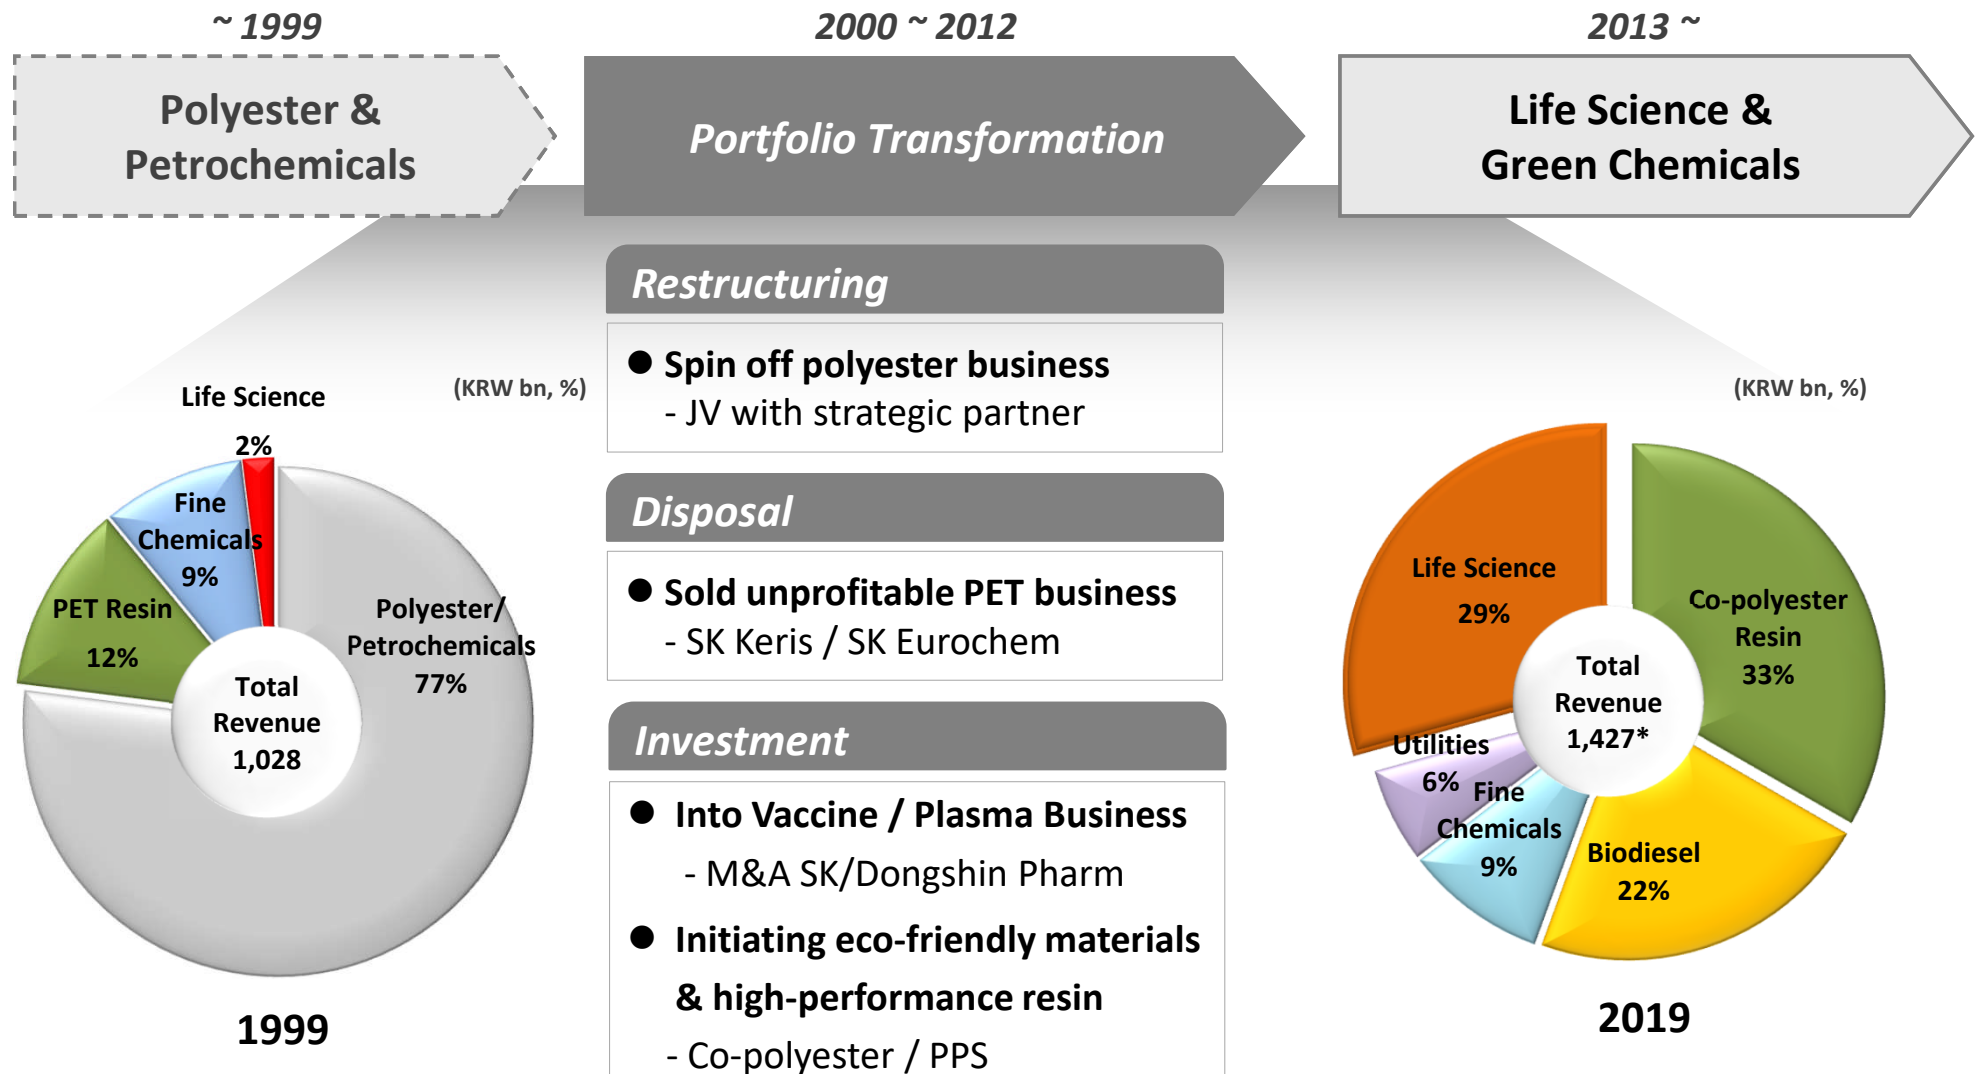 ~ 1999
2000 ~ 2012
2013 ~
Polyester &
Petrochemicals
Portfolio Transformation
Life Science &
Green Chemicals
(KRW bn, %)
Life Science
2%
Fine
Chemicals
9%
PET Resin
12%
Polyester/
Petrochemicals
77%
Total
Revenue
1,028
1999
Restructuring
● Spin off polyester business
- JV with strategic partner
Disposal
● Sold unprofitable PET business
- SK Keris / SK Eurochem
Investment
● Into Vaccine / Plasma Business
- M&A SK/Dongshin Pharm
● Initiating eco-friendly materials
& high-performance resin
- Co-polyester / PPS
(KRW bn, %)
Life Science
29%
Co-polyester
Resin
33%
Total
Revenue
1,427*
Utilities
6%
Fine
Chemicals
9%
Biodiesel
22%
2019